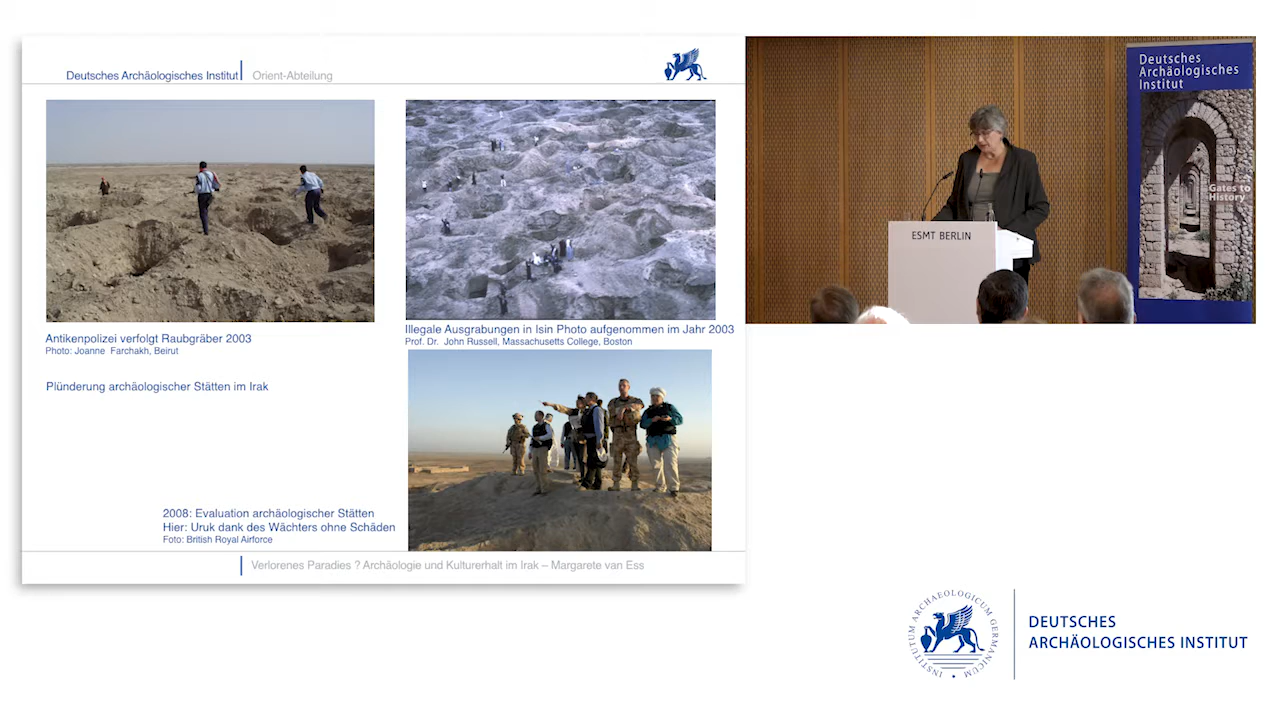 Deutsches Archäologisches Institut
Orient-Abteilung
Antikenpolizei verfolgt Raubgräber 2003
Photo: Joanne Farchakh, Beirut
Plünderung archäologischer Stätten im Irak
Illegale Ausgrabungen in Isin Photo aufgenommen im Jahr 2003
Prof. Dr. John Russell, Massachusetts College, Boston
2008: Evaluation archäologischer Stätten
Hier: Uruk dank des Wächters ohne Schäden
Foto: British Royal Airforce
Verlorenes Paradies ? Archäologie und Kulturerhalt im Irak – Margarete van Ess
ESMT BERLIN
Deutsches
Archäologisches
Institut
Gates to
History
INSTITUTUM ARCHAEOLOGICUM GERMANICUM
DEUTSCHES
ARCHÄOLOGISCHES INSTITUT